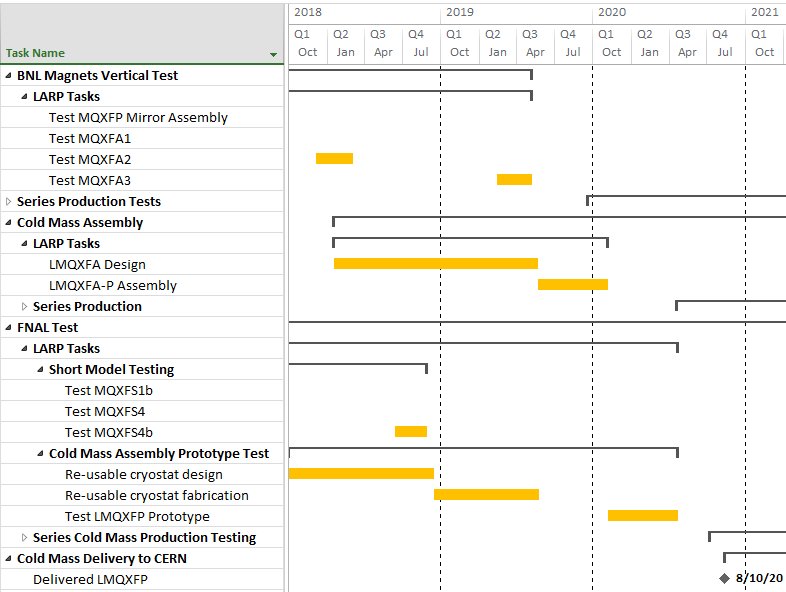 2018 2019 2020 2021
Q1 Q2 Q3 Q4 Q1 Q2 Q3 Q4 Q1 Q2 Q3 Q4 Q1
Task Name Oct Jan Apr Jul Oct Jan Apr Jul Oct Jan Apr Jul Oct
BNL Magnets Vertical Test
LARP Tasks
Test MQXFP Mirror Assembly
Test MQXFA1
Test MQXFA2
Test MQXFA3
Series Production Tests
Cold Mass Assembly
LARP Tasks
LMQXFA Design
LMQXFA-P Assembly
Series Production
FNAL Test
LARP Tasks
Short Model Testing
Test MQXFS1b
Test MQXFS4
Test MQXFS4b
Cold Mass Assembly Prototype Test
Re-usable cryostat design
Re-usable cryostat fabrication
Test LMQXFP Prototype
Series Cold Mass Production Testing
Cold Mass Delivery to CERN
Delivered LMQXFP 8/10/20